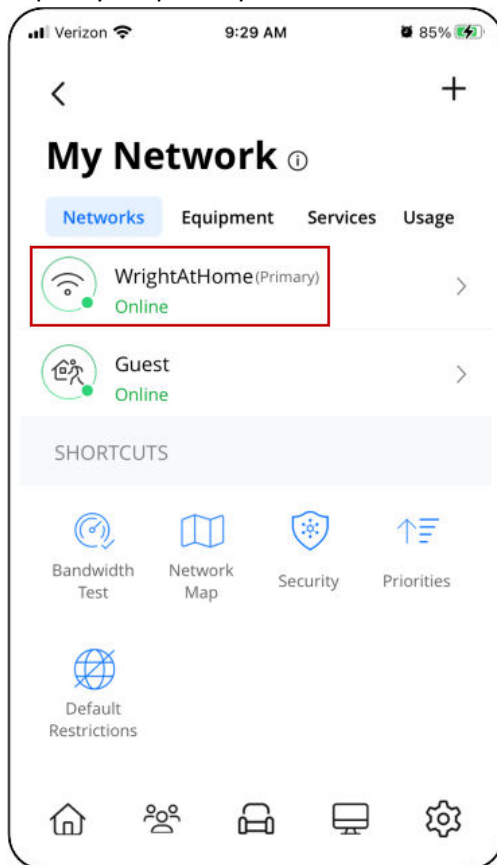 Verizon 9:29 AM 85%
My Network
Networks Equipment Services Usage
WrightAtHome (Primary)
Online
Guest
Online
SHORTCUTS
Bandwidth Test
Network Map
Security
Priorities
Default Restrictions